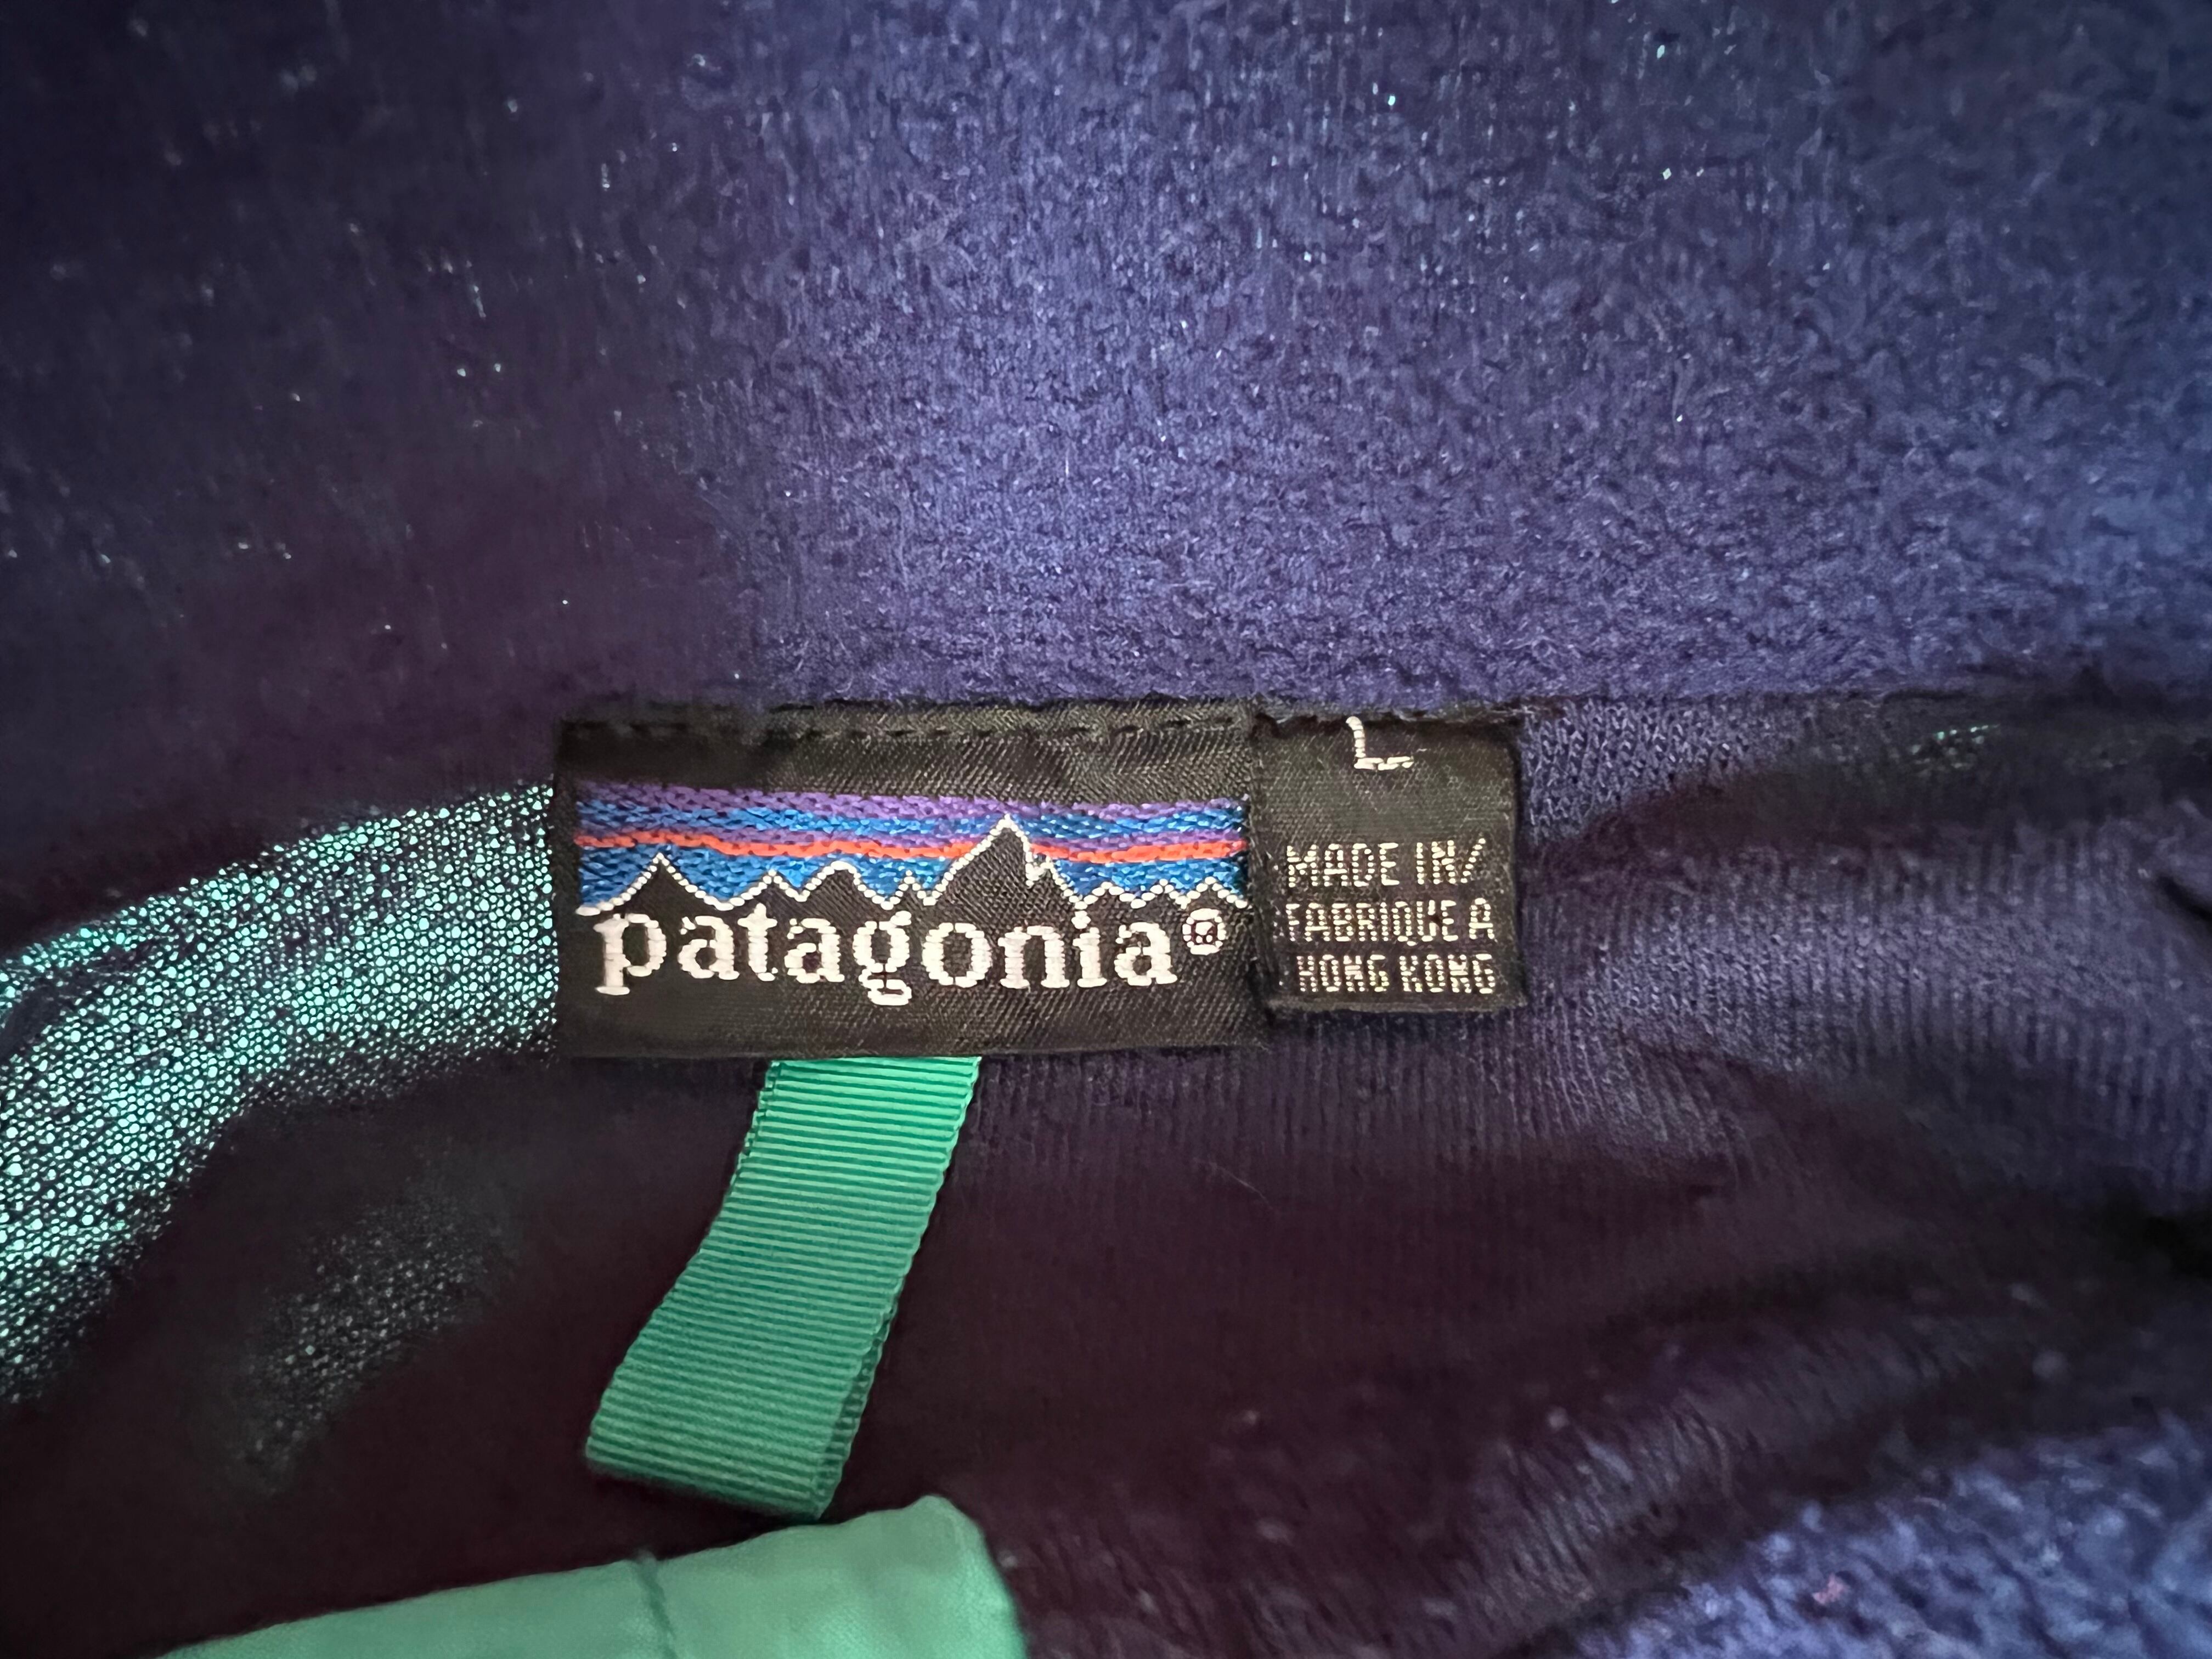 patagonia®
L
MADE IN/
FABRIQUE A
HONG KONG